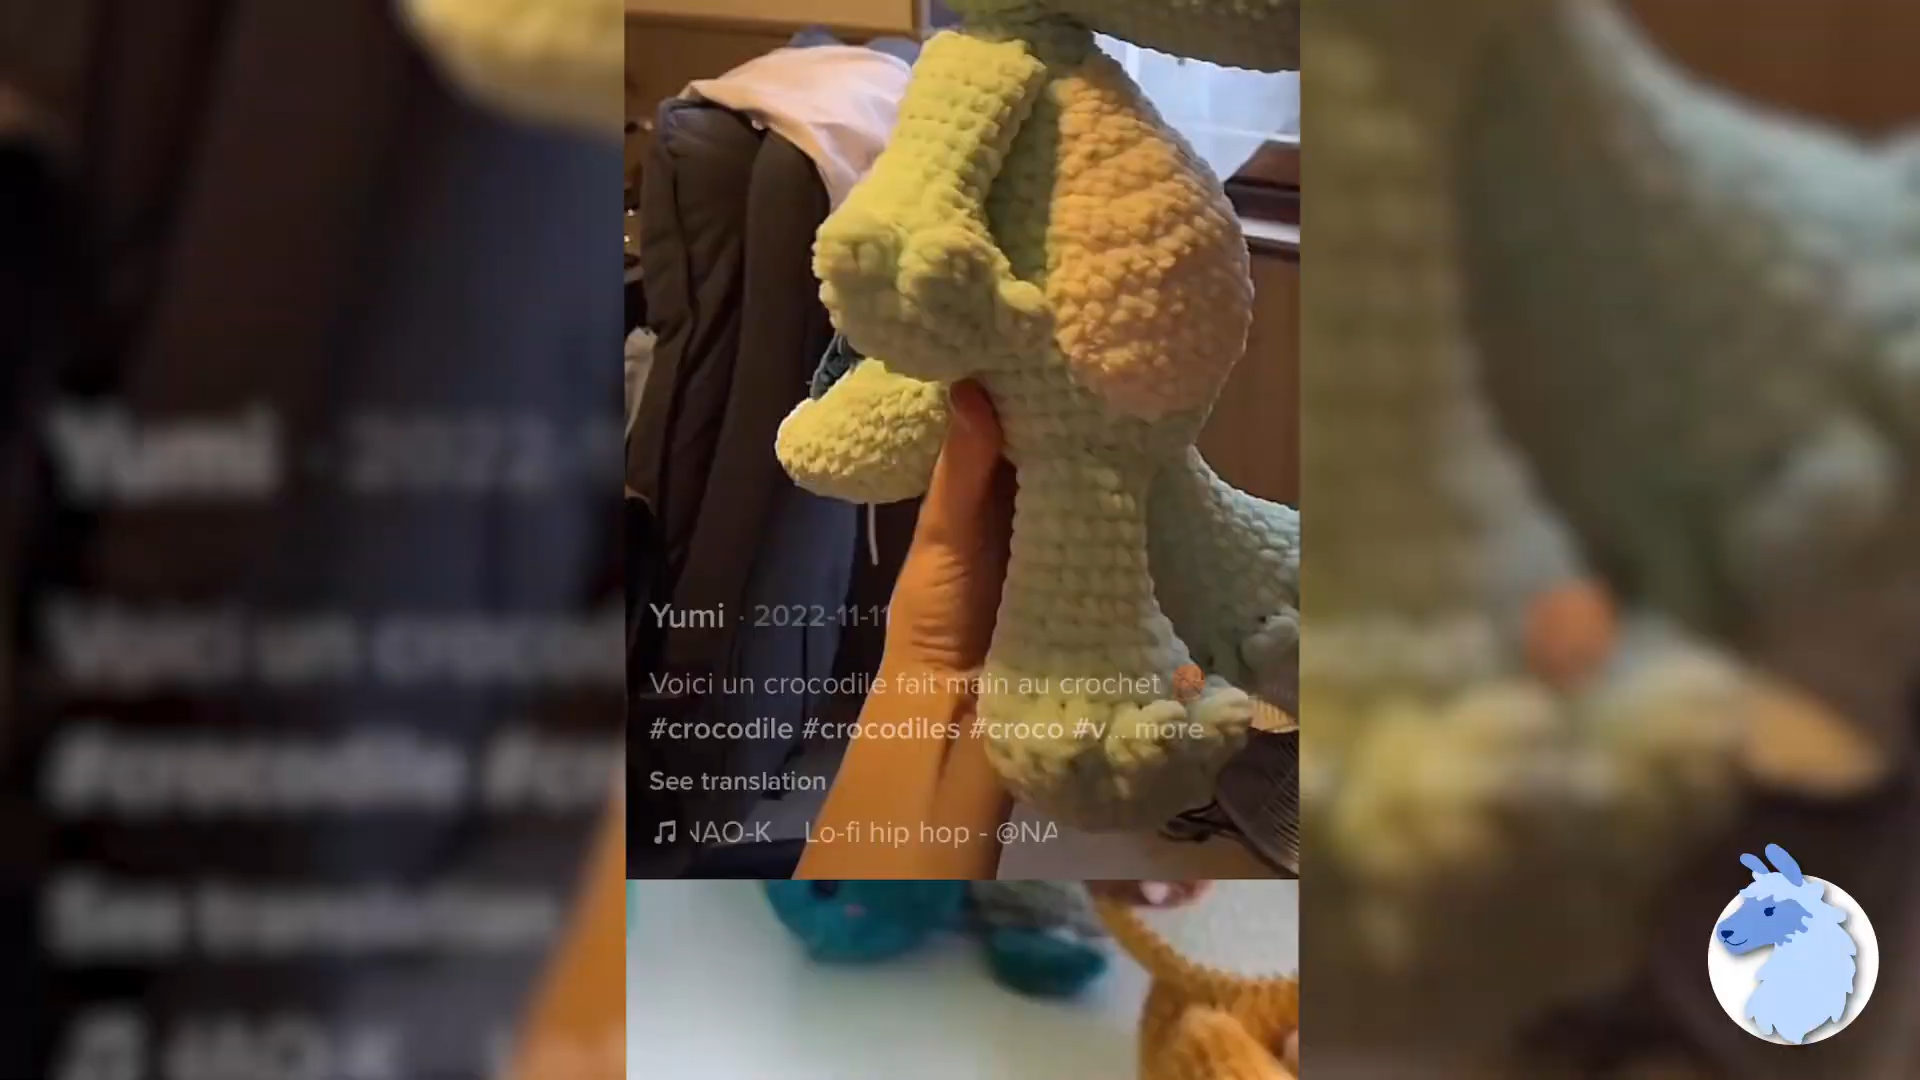 Yumi · 2022-11-11
Voici un crocodile fait main au crochet
#crocodile #crocodiles #croco #v... more
See translation
NAO-K Lo-fi hip hop - @NA